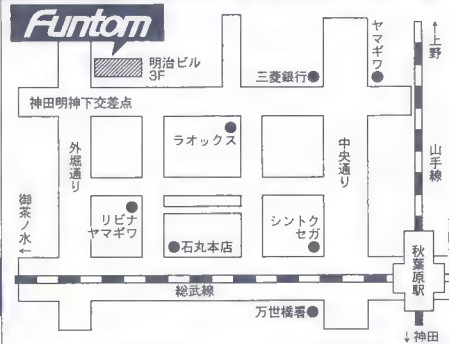 Funtom
明治ビル
3F
ヤマギワ
↑上野
三菱銀行
神田明神下交差点
外堀通り
ラオックス
中央通り
山手線
御茶ノ水←
リビナ
ヤマギワ
石丸本店
シントク
セガ
秋葉原駅
総武線
万世橋署
↓神田